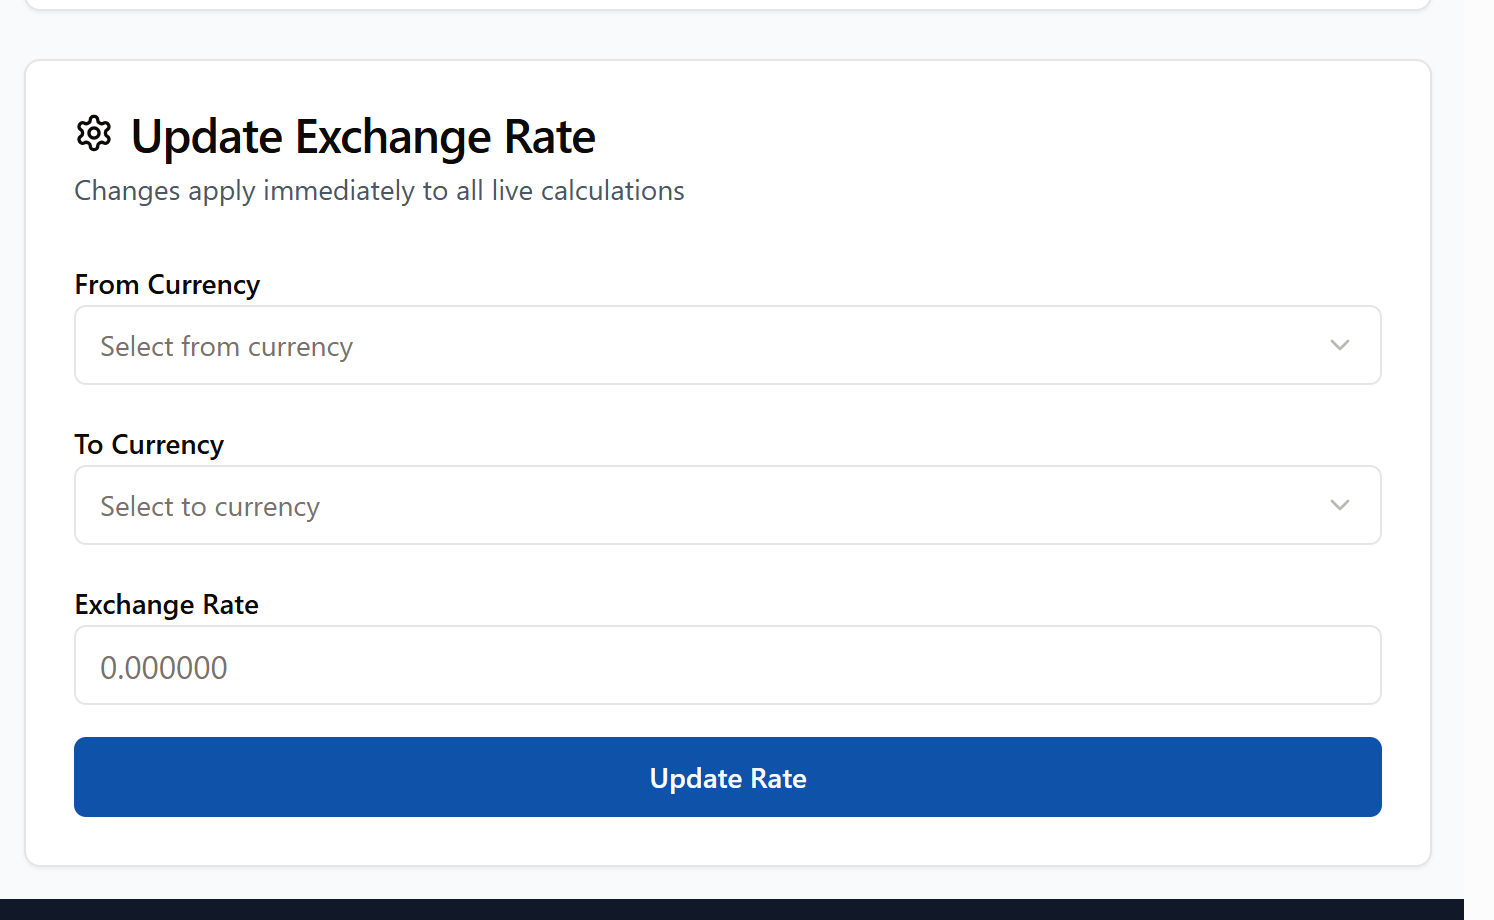 Update Exchange Rate
Changes apply immediately to all live calculations
From Currency
Select from currency
To Currency
Select to currency
Exchange Rate
0.000000
Update Rate